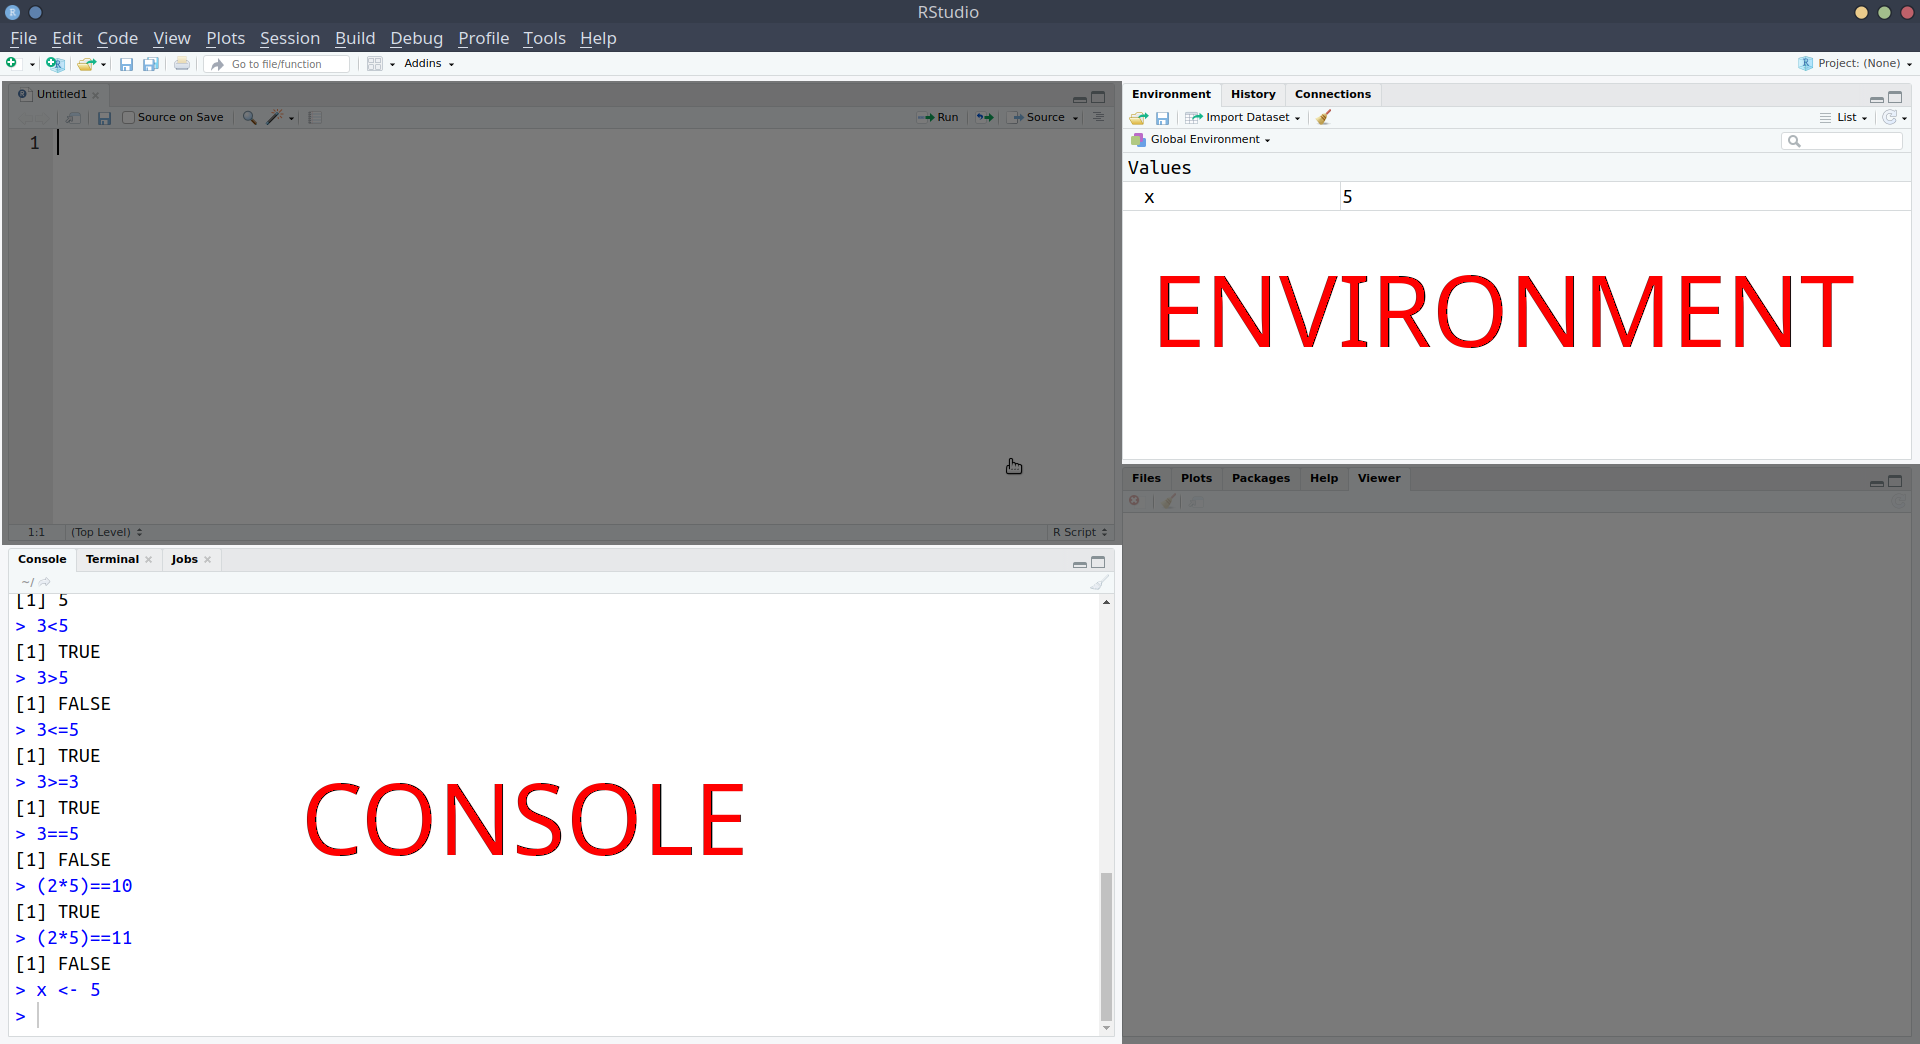 RStudio
File Edit Code View Plots Session Build Debug Profile Tools Help
Go to file/function Addins Project: (None)
Untitled1
Source on Save Run Source
1
1:1 (Top Level) R Script
Console Terminal Jobs
~/
[1] 5
> 3<5
[1] TRUE
> 3>5
[1] FALSE
> 3<=5
[1] TRUE
> 3>=3
[1] TRUE
> 3==5
[1] FALSE
> (2*5)==10
[1] TRUE
> (2*5)==11
[1] FALSE
> x <- 5
>
CONSOLE
Environment History Connections
Import Dataset List
Global Environment
Values
x 5
ENVIRONMENT
Files Plots Packages Help Viewer